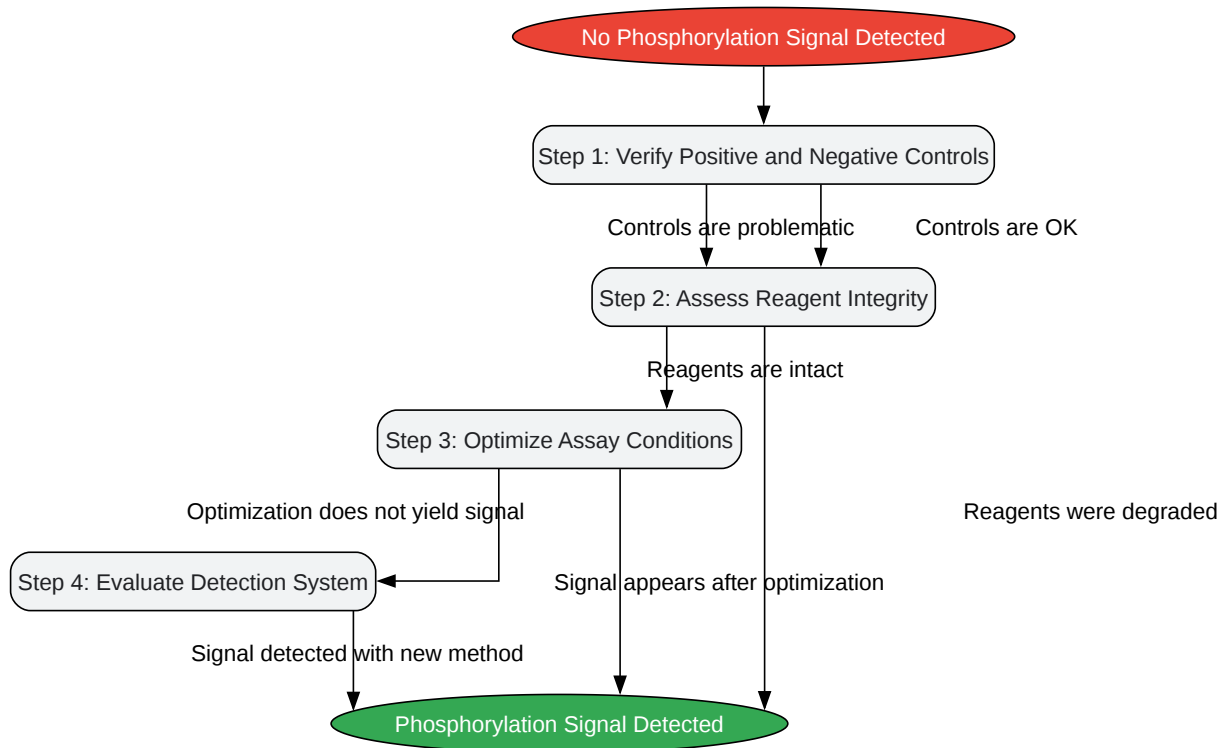 No Phosphorylation Signal Detected
Step 1: Verify Positive and Negative Controls
Controls are problematic
Controls are OK
Step 2: Assess Reagent Integrity
Reagents are intact
Step 3: Optimize Assay Conditions
Optimization does not yield signal
Reagents were degraded
Step 4: Evaluate Detection System
Signal appears after optimization
Signal detected with new method
Phosphorylation Signal Detected